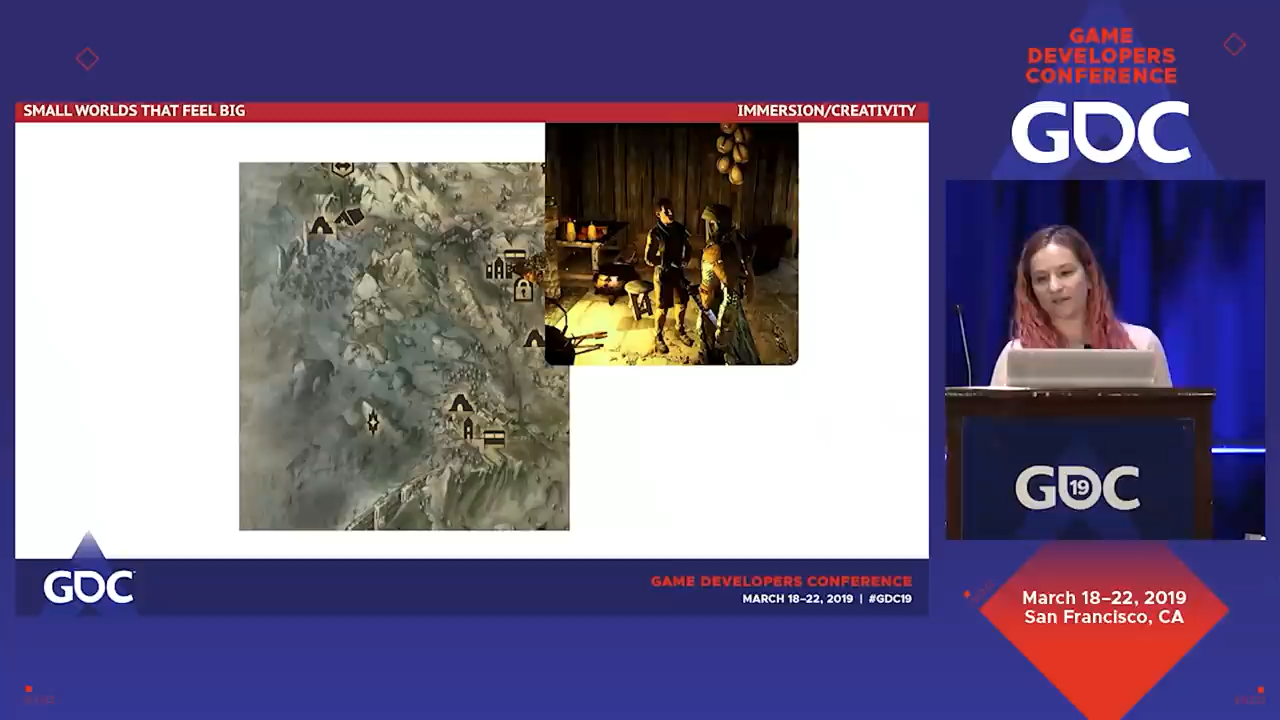 GAME
DEVELOPERS
CONFERENCE
GDC
SMALL WORLDS THAT FEEL BIG
IMMERSION/CREATIVITY
GDC
GAME DEVELOPERS CONFERENCE
MARCH 18–22, 2019 | #GDC19
GDC
19
March 18–22, 2019
San Francisco, CA